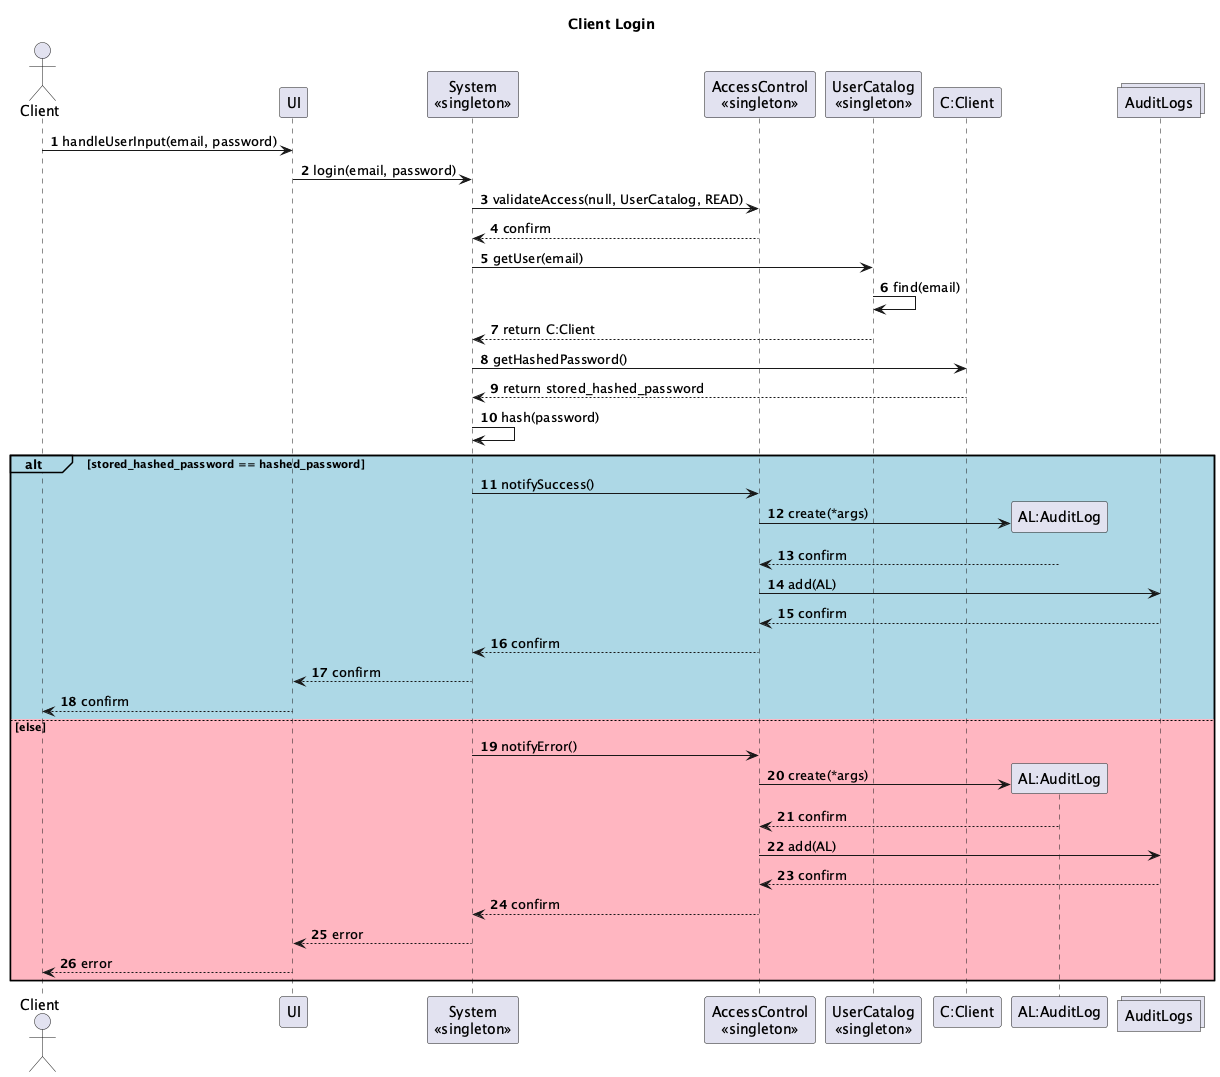 Client Login
Client
UI
System
«singleton»
AccessControl
«singleton»
UserCatalog
«singleton»
C:Client
AuditLogs
1 handleUserInput(email, password)
2 login(email, password)
3 validateAccess(null, UserCatalog, READ)
4 confirm
5 getUser(email)
6 find(email)
7 return C:Client
8 getHashedPassword()
9 return stored_hashed_password
10 hash(password)
alt [stored_hashed_password == hashed_password]
11 notifySuccess()
12 create(*args)
AL:AuditLog
13 confirm
14 add(AL)
15 confirm
16 confirm
17 confirm
18 confirm
[else]
19 notifyError()
20 create(*args)
AL:AuditLog
21 confirm
22 add(AL)
23 confirm
24 confirm
25 error
26 error
Client
UI
System
«singleton»
AccessControl
«singleton»
UserCatalog
«singleton»
C:Client
AL:AuditLog
AuditLogs